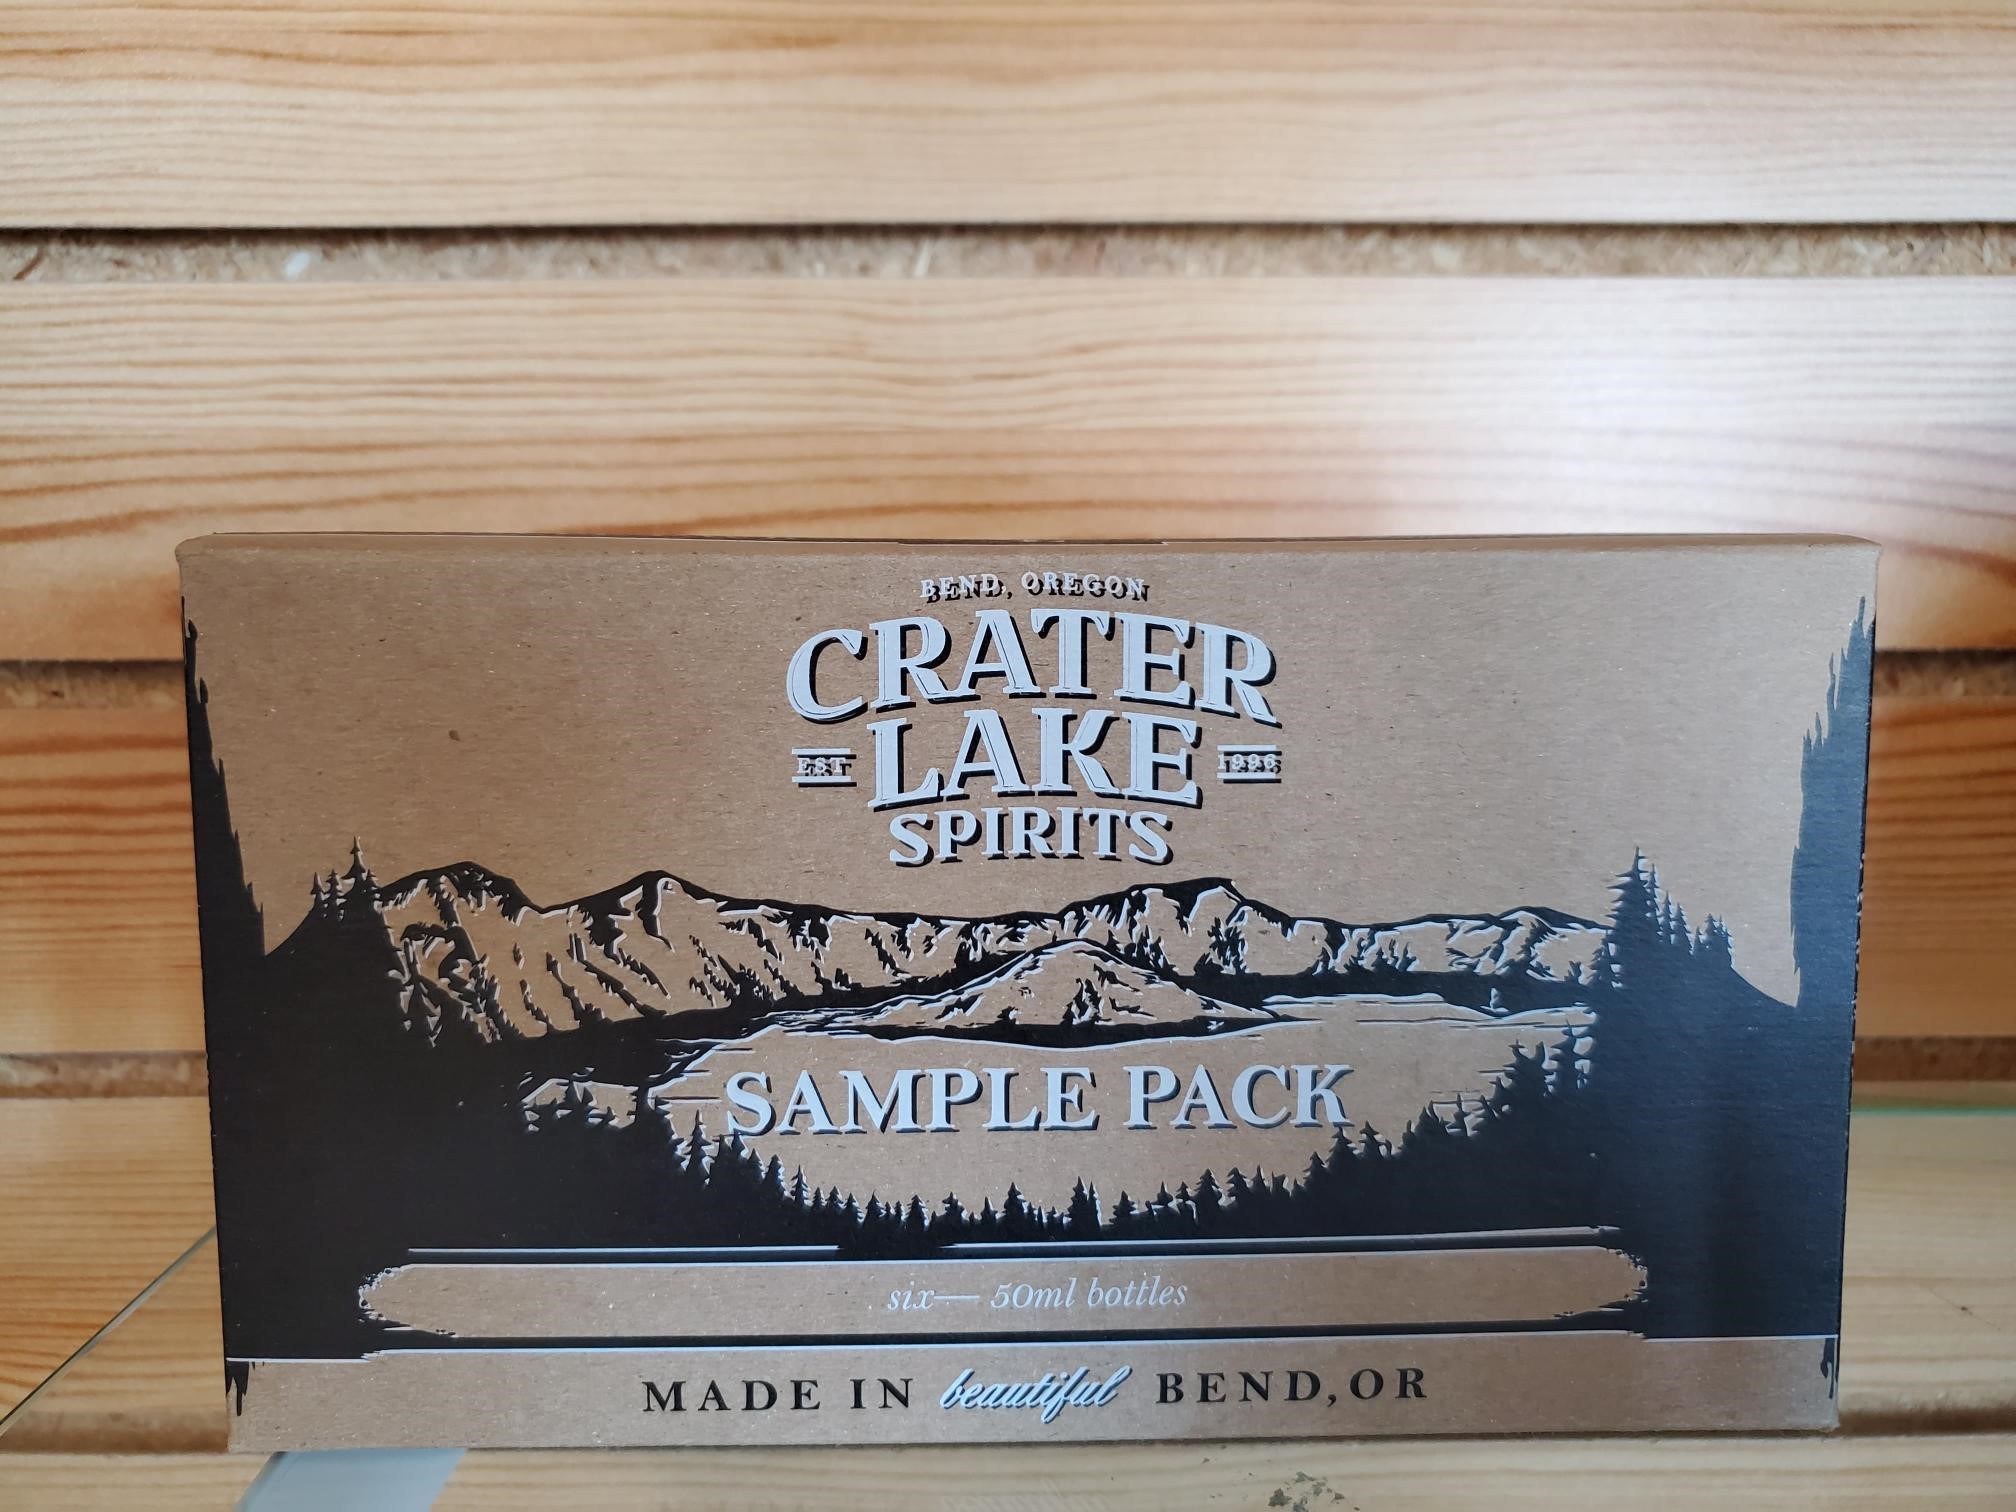 BEND, OREGON
CRATER
EST LAKE 1996
SPIRITS
SAMPLE PACK
six— 50ml bottles
MADE IN beautiful BEND, OR